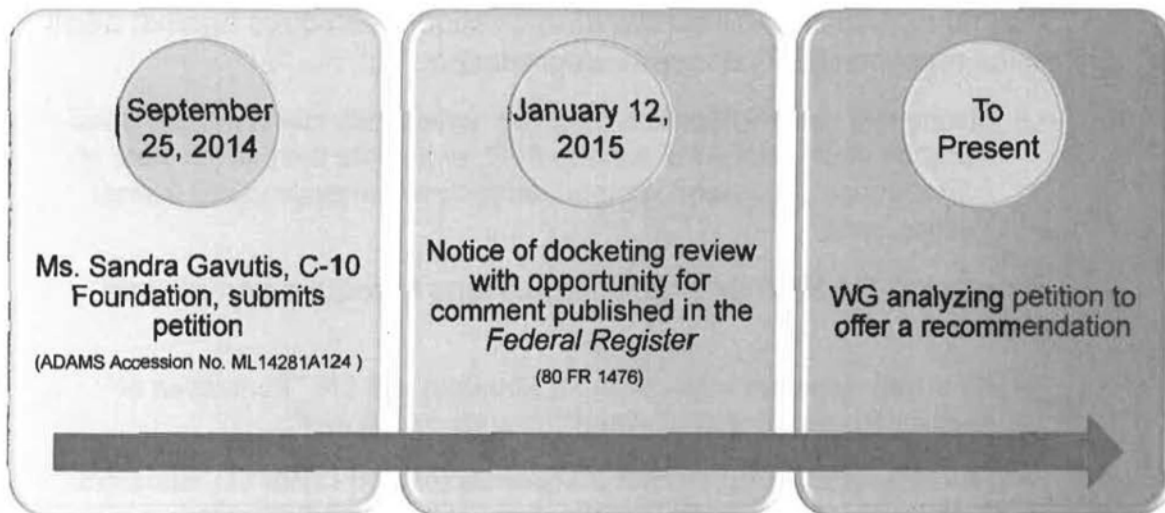 September
25, 2014
Ms. Sandra Gavutis, C-10
Foundation, submits
petition
(ADAMS Accession No. ML14281A124 )
January 12,
2015
Notice of docketing review
with opportunity for
comment published in the
Federal Register
(80 FR 1476)
To
Present
WG analyzing petition to
offer a recommendation